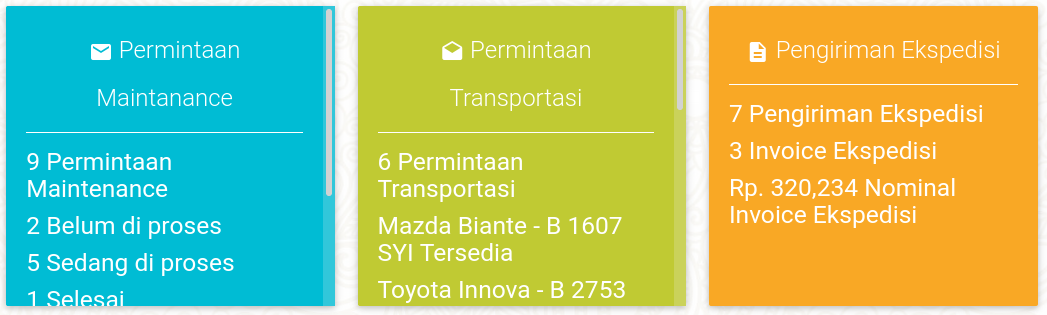 Permintaan
Maintanance
9 Permintaan
Maintenance
2 Belum di proses
5 Sedang di proses
1 Selesai
Permintaan
Transportasi
6 Permintaan
Transportasi
Mazda Biante - B 1607
SYI Tersedia
Toyota Innova - B 2753
Pengiriman Ekspedisi
7 Pengiriman Ekspedisi
3 Invoice Ekspedisi
Rp. 320,234 Nominal
Invoice Ekspedisi